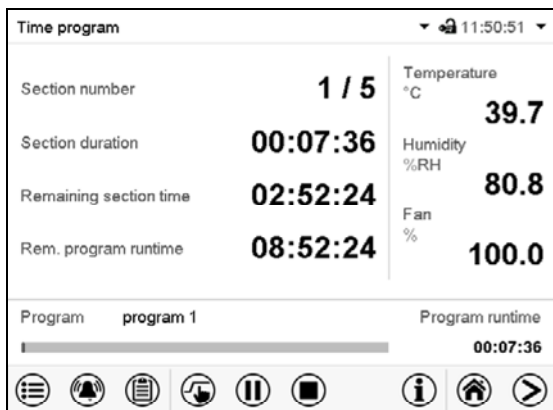 Time program 11:50:51
Section number 1 / 5
Section duration 00:07:36
Remaining section time 02:52:24
Rem. program runtime 08:52:24
Temperature
°C
39.7
Humidity
%RH
80.8
Fan
%
100.0
Program program 1 Program runtime
00:07:36